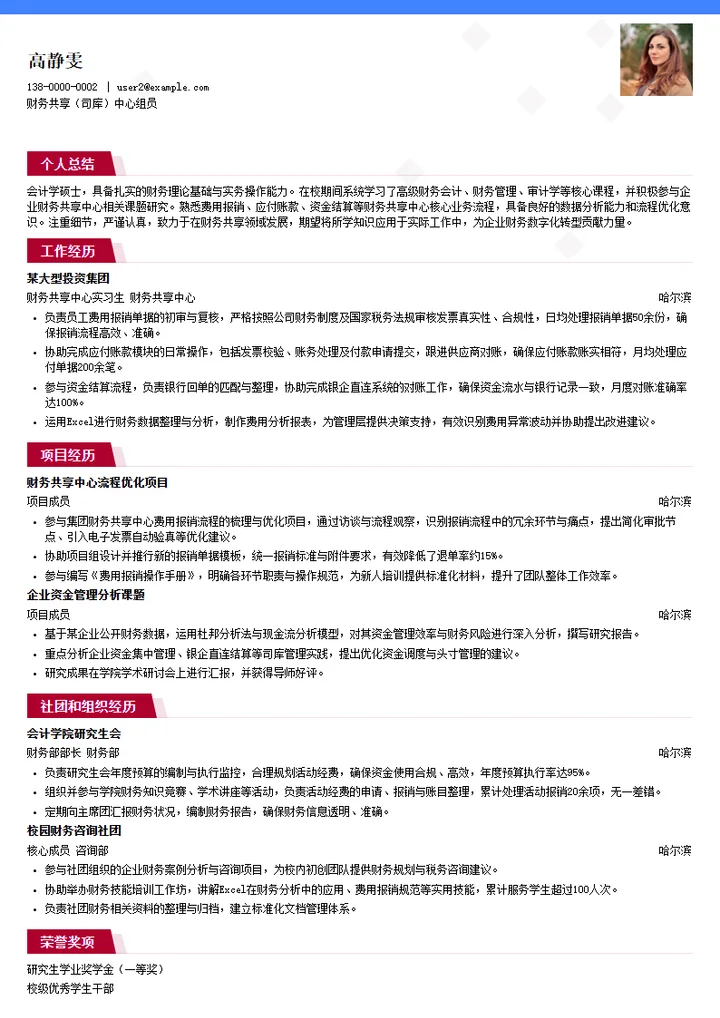 高静雯
138-0000-0002 | user2@example.com
财务共享（司库）中心组员
个人总结
会计学硕士，具备扎实的财务理论基础与实务操作能力。在校期间系统学习了高级财务会计、财务管理、审计学等核心课程，并积极参与企
业财务共享中心相关课题研究。熟悉费用报销、应付账款、资金结算等财务共享中心核心业务流程，具备良好的数据分析能力和流程优化意
识。注重细节，严谨认真，致力于在财务共享领域发展，期望将所学知识应用于实际工作中，为企业财务数字化转型贡献力量。
工作经历
某大型投资集团
财务共享中心实习生 财务共享中心 哈尔滨
• 负责员工费用报销单据的初审与复核，严格按照公司财务制度及国家税务法规审核发票真实性、合规性，日均处理报销单据50余份，确
保报销流程高效、准确。
• 协助完成应付账款模块的日常操作，包括发票校验、账务处理及付款申请提交，跟进供应商对账，确保应付账款账实相符，月均处理应
付单据200余笔。
• 参与资金结算流程，负责银行回单的匹配与整理，协助完成银企直连系统的对账工作，确保资金流水与银行记录一致，月度对账准确率
达100%。
• 运用Excel进行财务数据整理与分析，制作费用分析报表，为管理层提供决策支持，有效识别费用异常波动并协助提出改进建议。
项目经历
财务共享中心流程优化项目
项目成员 哈尔滨
• 参与集团财务共享中心费用报销流程的梳理与优化项目，通过访谈与流程观察，识别报销流程中的冗余环节与痛点，提出简化审批节
点、引入电子发票自动验真等优化建议。
• 协助项目组设计并推行新的报销单据模板，统一报销标准与附件要求，有效降低了退单率约15%。
• 参与编写《费用报销操作手册》，明确各环节职责与操作规范，为新人培训提供标准化材料，提升了团队整体工作效率。
企业资金管理分析课题
项目成员 哈尔滨
• 基于某企业公开财务数据，运用杜邦分析法与现金流分析模型，对其资金管理效率与财务风险进行深入分析，撰写研究报告。
• 重点分析企业资金集中管理、银企直连结算等司库管理实践，提出优化资金调度与头寸管理的建议。
• 研究成果在学院学术研讨会上进行汇报，并获得导师好评。
社团和组织经历
会计学院研究生会
财务部部长 财务部 哈尔滨
• 负责研究生会年度预算的编制与执行监控，合理规划活动经费，确保资金使用合规、高效，年度预算执行率达95%。
• 组织并参与学院财务知识竞赛、学术讲座等活动，负责活动经费的申请、报销与账目整理，累计处理活动报销20余项，无一差错。
• 定期向主席团汇报财务状况，编制财务报告，确保财务信息透明、准确。
校园财务咨询社团
核心成员 咨询部 哈尔滨
• 参与社团组织的企业财务案例分析与咨询项目，为校内初创团队提供财务规划与税务咨询建议。
• 协助举办财务技能培训工作坊，讲解Excel在财务分析中的应用、费用报销规范等实用技能，累计服务学生超过100人次。
• 负责社团财务相关资料的整理与归档，建立标准化文档管理体系。
荣誉奖项
研究生学业奖学金（一等奖）
校级优秀学生干部